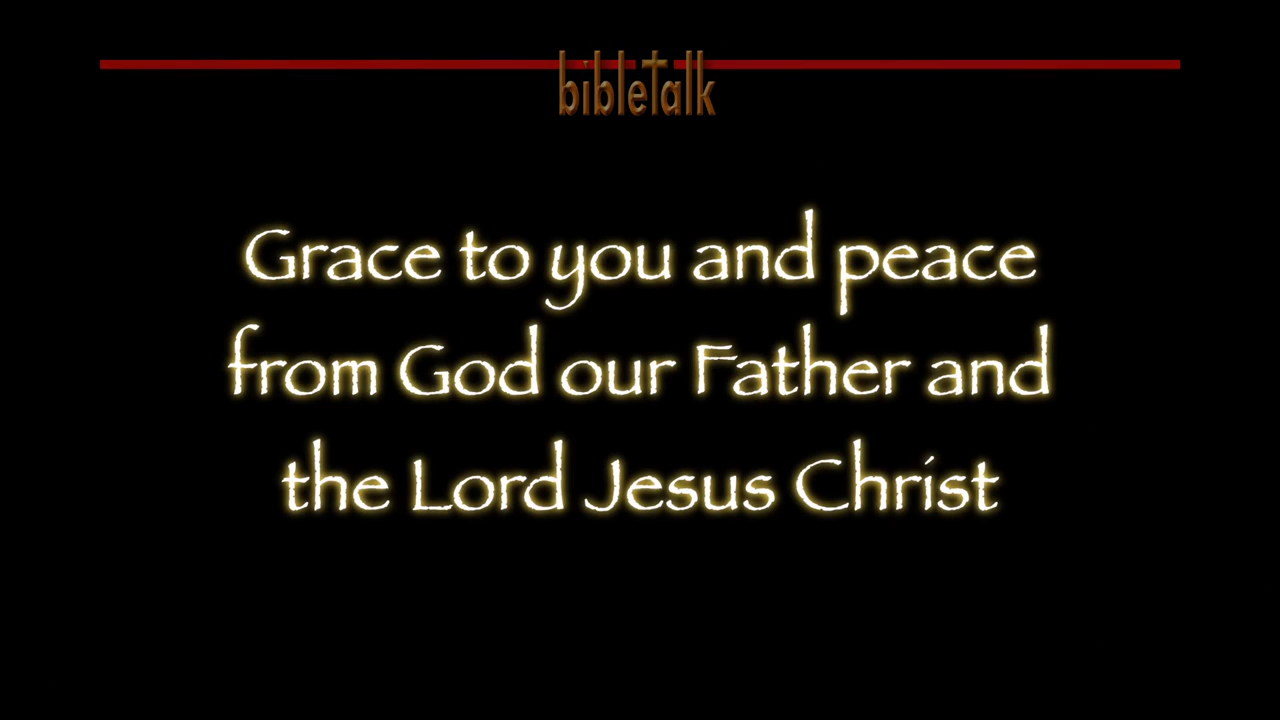 bibleTalk
Grace to you and peace
from God our Father and
the Lord Jesus Christ